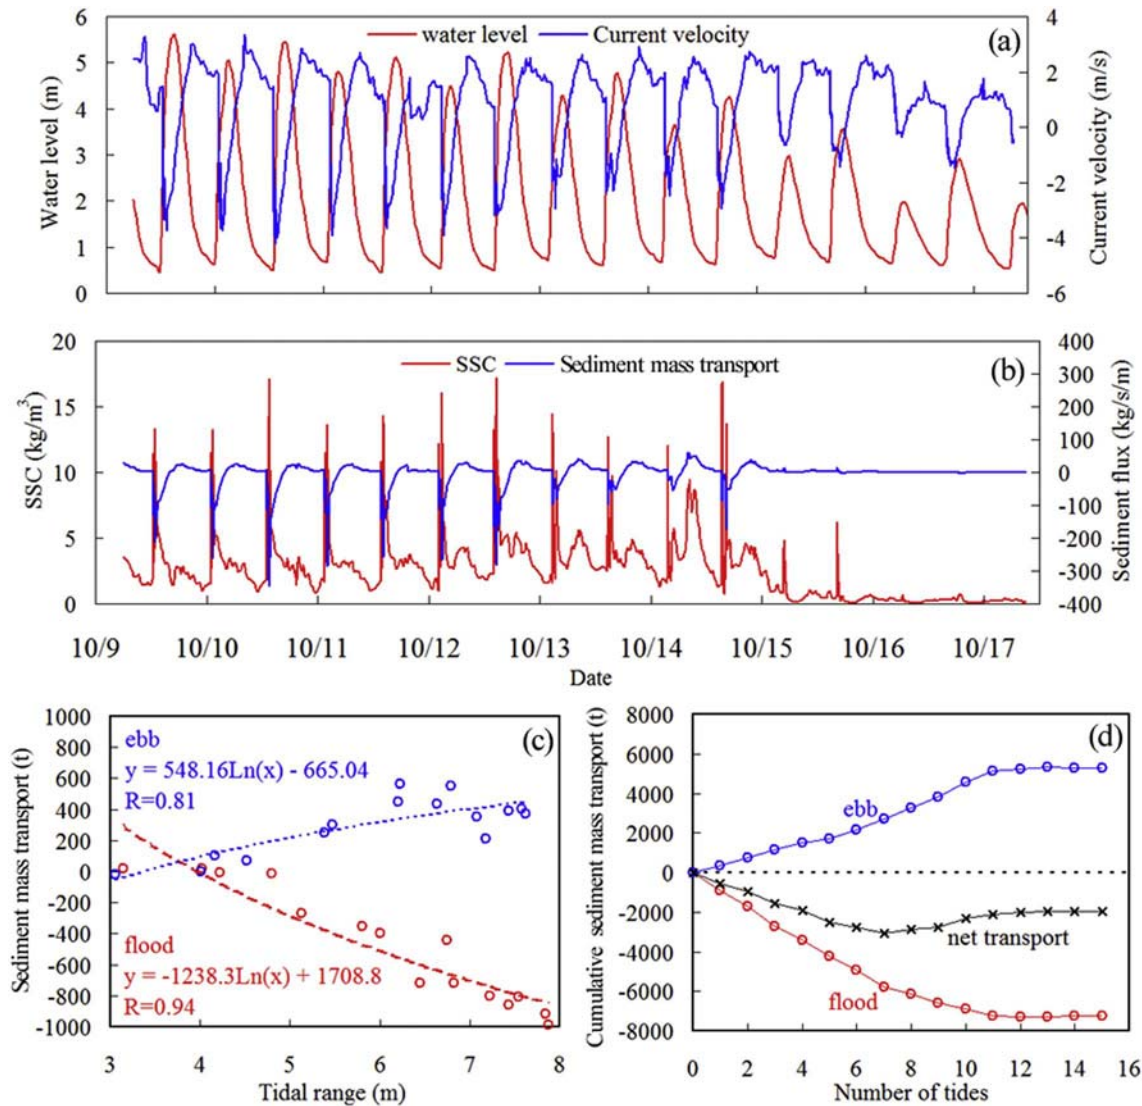 water level
Current velocity
(a)
Water level (m)
Current velocity (m/s)
6
5
4
3
2
1
0
4
2
0
-2
-4
-6
SSC
Sediment mass transport
(b)
SSC (kg/m³)
Sediment flux (kg/s/m)
20
15
10
5
0
400
300
200
100
0
-100
-200
-300
-400
10/9 10/10 10/11 10/12 10/13 10/14 10/15 10/16 10/17
Date
(c)
Sediment mass transport (t)
1000
800
600
400
200
0
-200
-400
-600
-800
-1000
ebb
y = 548.16Ln(x) - 665.04
R=0.81
flood
y = -1238.3Ln(x) + 1708.8
R=0.94
3 4 5 6 7 8
Tidal range (m)
(d)
Cumulative sediment mass transport (t)
8000
6000
4000
2000
0
-2000
-4000
-6000
-8000
ebb
net transport
flood
0 2 4 6 8 10 12 14 16
Number of tides